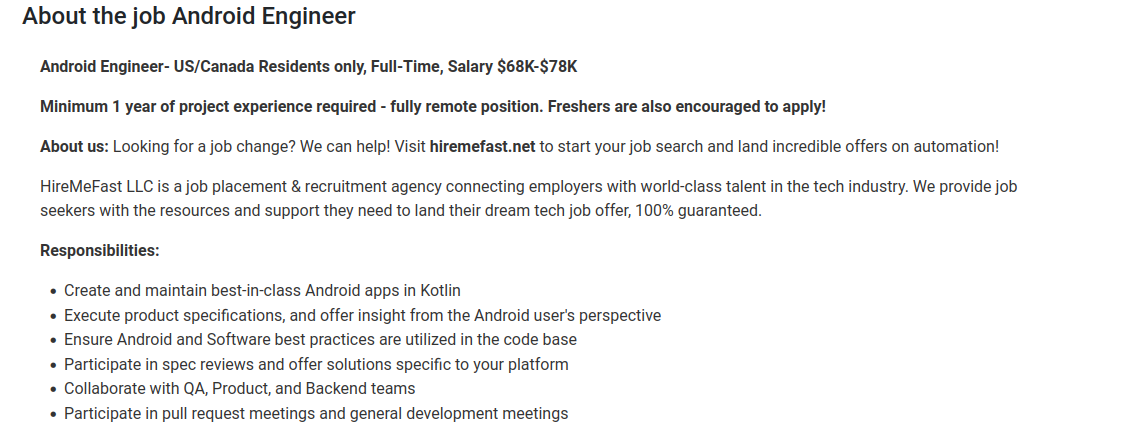 About the job Android Engineer
Android Engineer- US/Canada Residents only, Full-Time, Salary $68K-$78K
Minimum 1 year of project experience required - fully remote position. Freshers are also encouraged to apply!
About us: Looking for a job change? We can help! Visit hiremefast.net to start your job search and land incredible offers on automation!
HireMeFast LLC is a job placement & recruitment agency connecting employers with world-class talent in the tech industry. We provide job
seekers with the resources and support they need to land their dream tech job offer, 100% guaranteed.
Responsibilities:
• Create and maintain best-in-class Android apps in Kotlin
• Execute product specifications, and offer insight from the Android user's perspective
• Ensure Android and Software best practices are utilized in the code base
• Participate in spec reviews and offer solutions specific to your platform
• Collaborate with QA, Product, and Backend teams
• Participate in pull request meetings and general development meetings